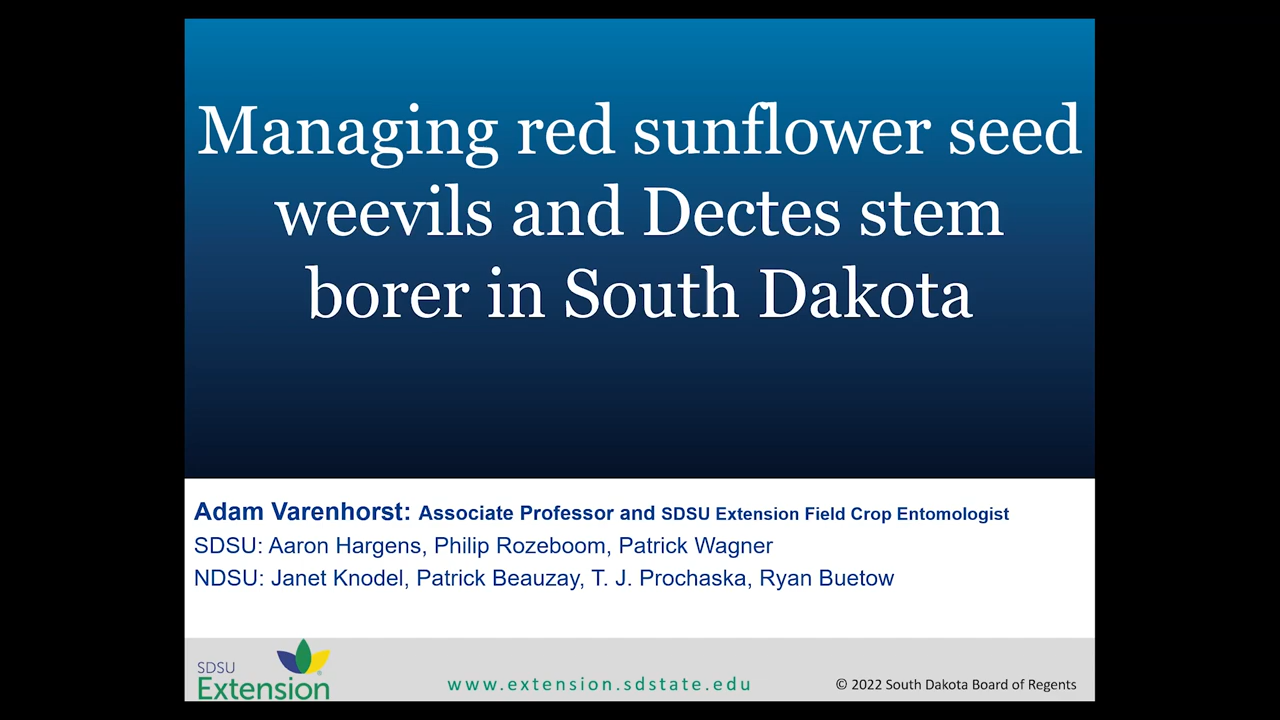 Managing red sunflower seed
weevils and Dectes stem
borer in South Dakota
Adam Varenhorst: Associate Professor and SDSU Extension Field Crop Entomologist
SDSU: Aaron Hargens, Philip Rozeboom, Patrick Wagner
NDSU: Janet Knodel, Patrick Beauzay, T. J. Prochaska, Ryan Buetow
SDSU
Extension
www.extension.sdstate.edu
© 2022 South Dakota Board of Regents